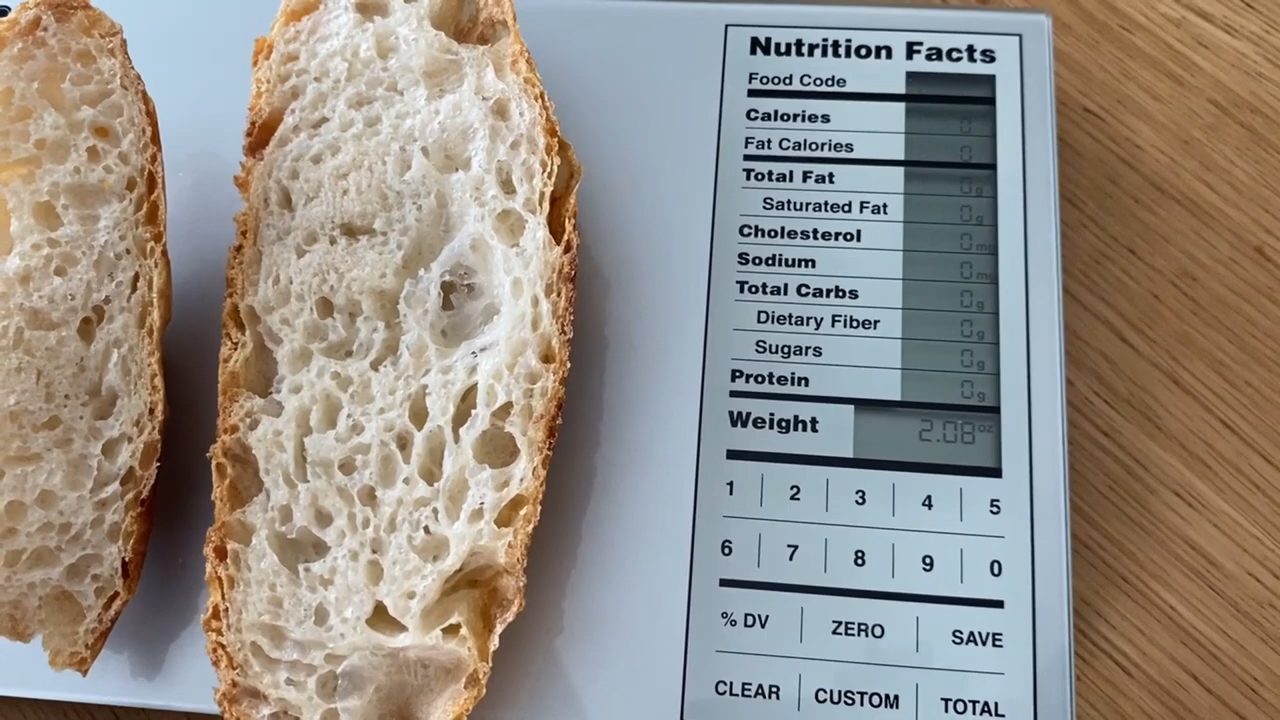 Nutrition Facts
Food Code
Calories 0
Fat Calories 0
Total Fat 0g
Saturated Fat 0g
Cholesterol 0mg
Sodium 0mg
Total Carbs 0g
Dietary Fiber 0g
Sugars 0g
Protein 0g
Weight 2.08oz
1 2 3 4 5
6 7 8 9 0
% DV ZERO SAVE
CLEAR CUSTOM TOTAL